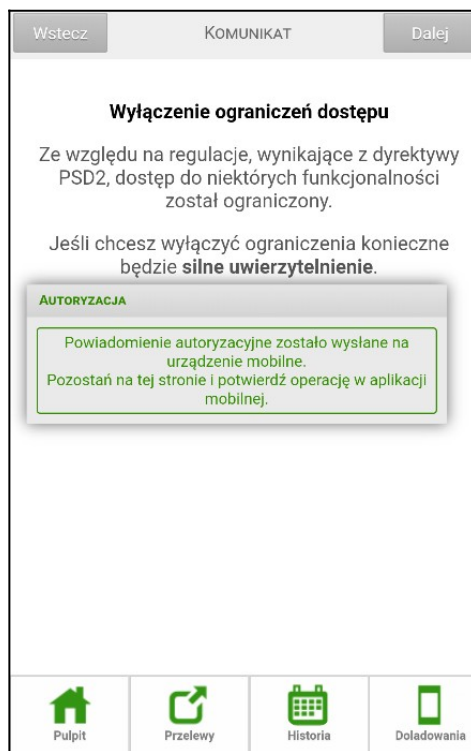 Wstecz KOMUNIKAT Dalej
Wyłączenie ograniczeń dostępu
Ze względu na regulacje, wynikające z dyrektywy
PSD2, dostęp do niektórych funkcjonalności
został ograniczony.
Jeśli chcesz wyłączyć ograniczenia konieczne
będzie silne uwierzytelnienie.
AUTORYZACJA
Powiadomienie autoryzacyjne zostało wysłane na
urządzenie mobilne.
Pozostań na tej stronie i potwierdź operację w aplikacji
mobilnej.
Pulpit Przelewy Historia Doladowania